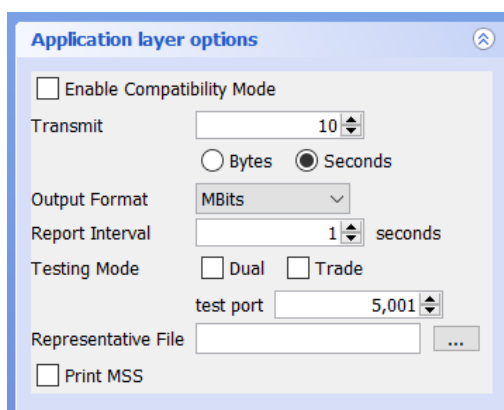 Application layer options
Enable Compatibility Mode
Transmit 10
Bytes Seconds
Output Format MBits
Report Interval 1 seconds
Testing Mode Dual Trade
test port 5,001
Representative File ...
Print MSS